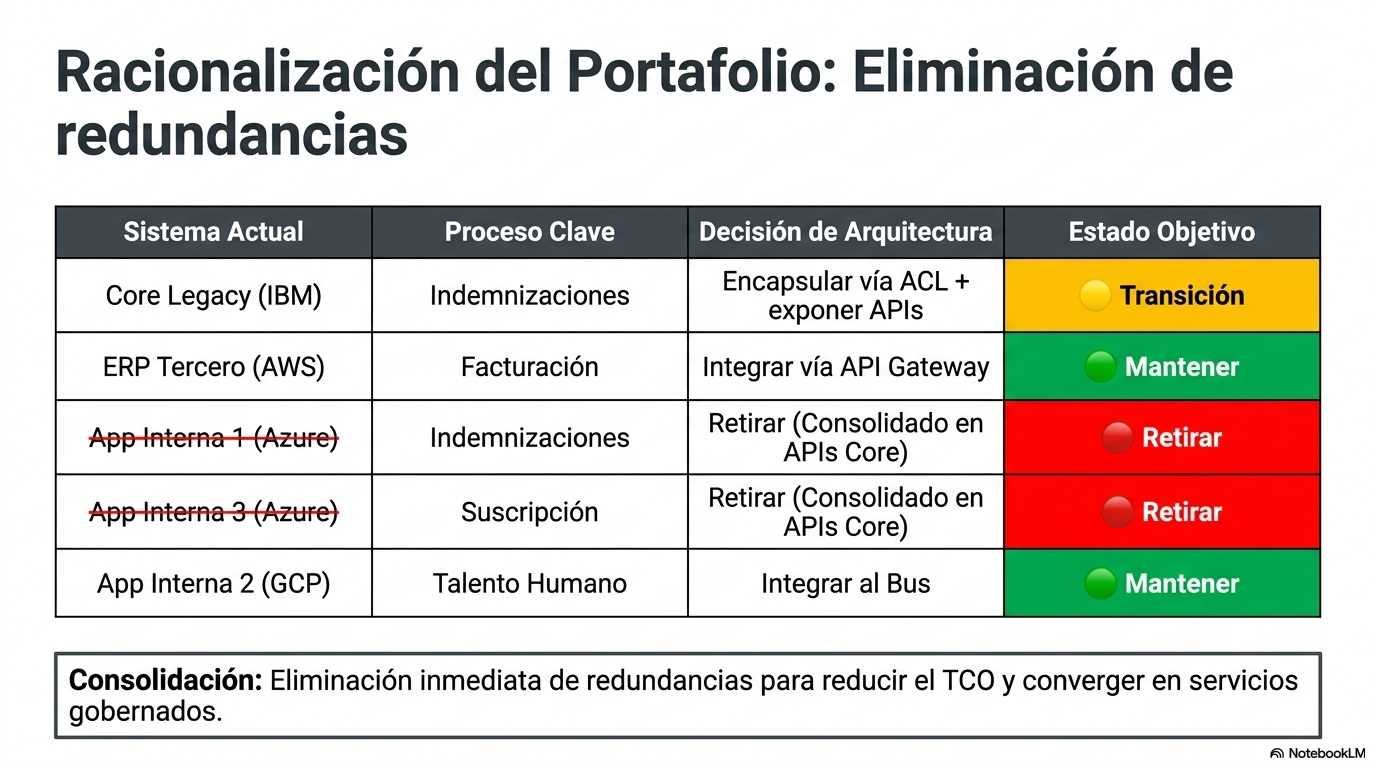 Racionalización del Portafolio: Eliminación de
redundancias
Sistema Actual
Proceso Clave
Decisión de Arquitectura
Estado Objetivo
Core Legacy (IBM)
Indemnizaciones
Encapsular vía ACL +
exponer APIs
Transición
ERP Tercero (AWS)
Facturación
Integrar vía API Gateway
Mantener
App Interna 1 (Azure)
Indemnizaciones
Retirar (Consolidado en
APIs Core)
Retirar
App Interna 3 (Azure)
Suscripción
Retirar (Consolidado en
APIs Core)
Retirar
App Interna 2 (GCP)
Talento Humano
Integrar al Bus
Mantener
Consolidación: Eliminación inmediata de redundancias para reducir el TCO y converger en servicios
gobernados.
NotebookLM